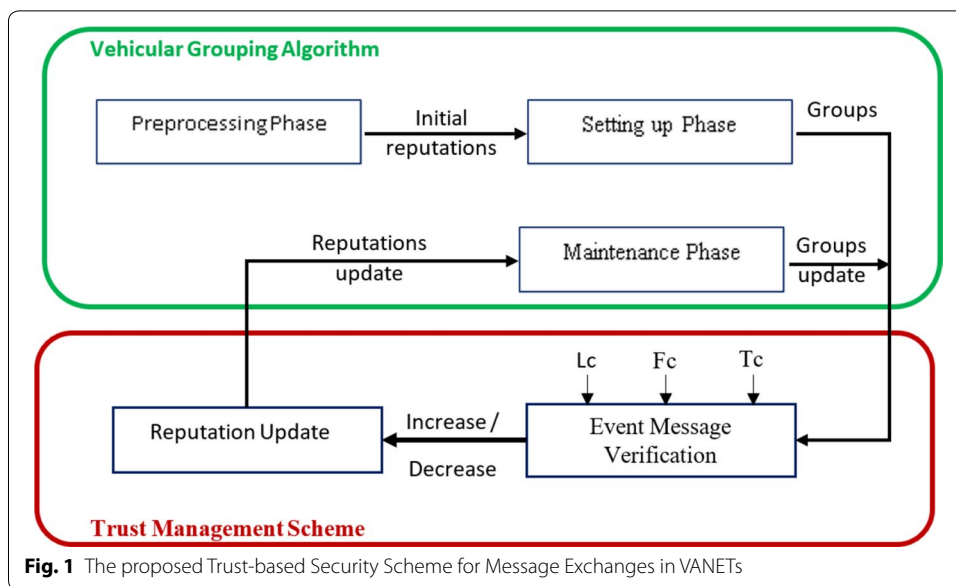 Vehicular Grouping Algorithm
Preprocessing Phase
Initial
reputations
Setting up Phase
Groups
Reputations
update
Maintenance Phase
Groups
update
Lc
Fc
Tc
Reputation Update
Increase /
Decrease
Event Message
Verification
Trust Management Scheme
Fig. 1 The proposed Trust-based Security Scheme for Message Exchanges in VANETs